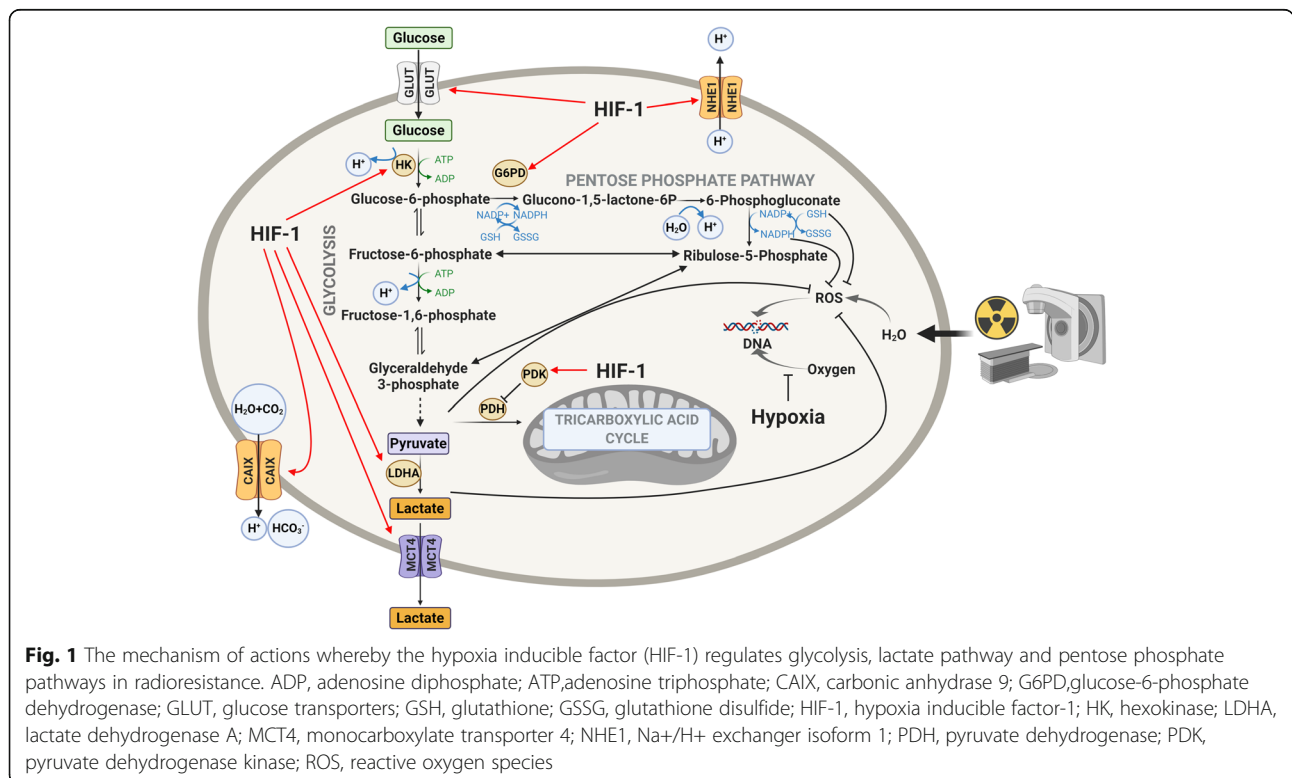 Glucose
H⁺
GLUT GLUT
NHE1 NHE1
HIF-1
Glucose
H⁺
H⁺
HK
ATP
ADP
G6PD
PENTOSE PHOSPHATE PATHWAY
Glucose-6-phosphate
Glucono-1,5-lactone-6P
6-Phosphogluconate
NADP+ NADPH
GSH GSSG
H₂O
H⁺
NADP+ GSH
NADPH GSSG
HIF-1
GLYCOLYSIS
Fructose-6-phosphate
Ribulose-5-Phosphate
H⁺
ATP
ADP
Fructose-1,6-phosphate
ROS
H₂O
DNA
Glyceraldehyde
3-phosphate
PDK
HIF-1
Oxygen
PDH
Hypoxia
TRICARBOXYLIC ACID
CYCLE
H₂O+CO₂
Pyruvate
CAIX CAIX
LDHA
Lactate
H⁺
HCO₃⁻
MCT4 MCT4
Lactate
Fig. 1 The mechanism of actions whereby the hypoxia inducible factor (HIF-1) regulates glycolysis, lactate pathway and pentose phosphate
pathways in radioresistance. ADP, adenosine diphosphate; ATP,adenosine triphosphate; CAIX, carbonic anhydrase 9; G6PD,glucose-6-phosphate
dehydrogenase; GLUT, glucose transporters; GSH, glutathione; GSSG, glutathione disulfide; HIF-1, hypoxia inducible factor-1; HK, hexokinase; LDHA,
lactate dehydrogenase A; MCT4, monocarboxylate transporter 4; NHE1, Na+/H+ exchanger isoform 1; PDH, pyruvate dehydrogenase; PDK,
pyruvate dehydrogenase kinase; ROS, reactive oxygen species